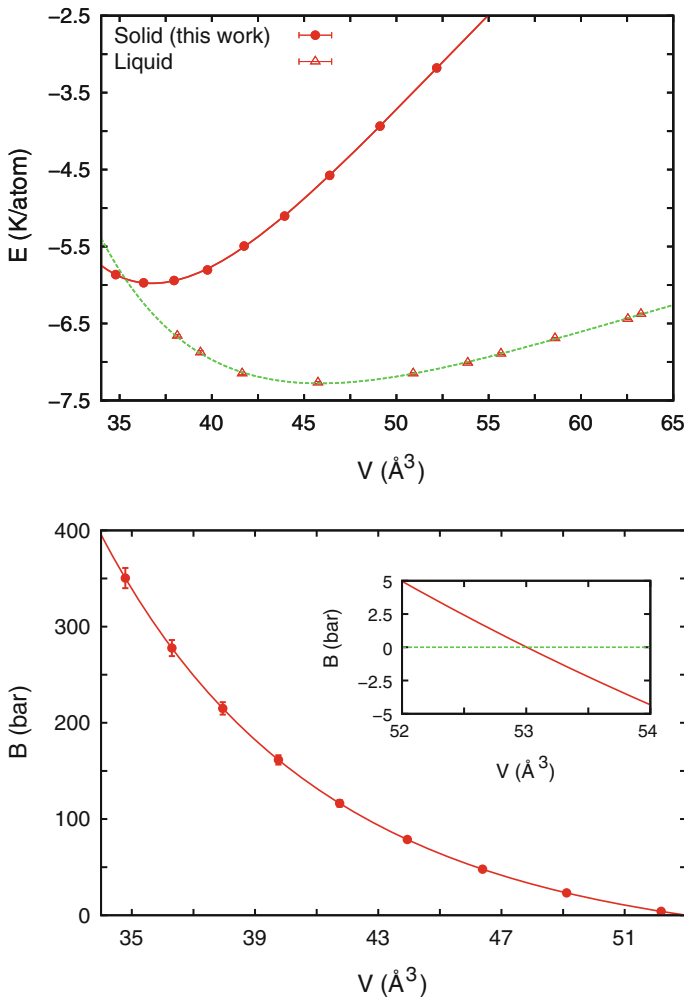 −2.5
Solid (this work)
Liquid
−3.5
−4.5
−5.5
−6.5
−7.5
E (K/atom)
35 40 45 50 55 60 65
V (Å3)
400
300
200
100
0
B (bar)
5
2.5
0
−2.5
−5
B (bar)
52 53 54
V (Å 3)
35 39 43 47 51
V (Å3)